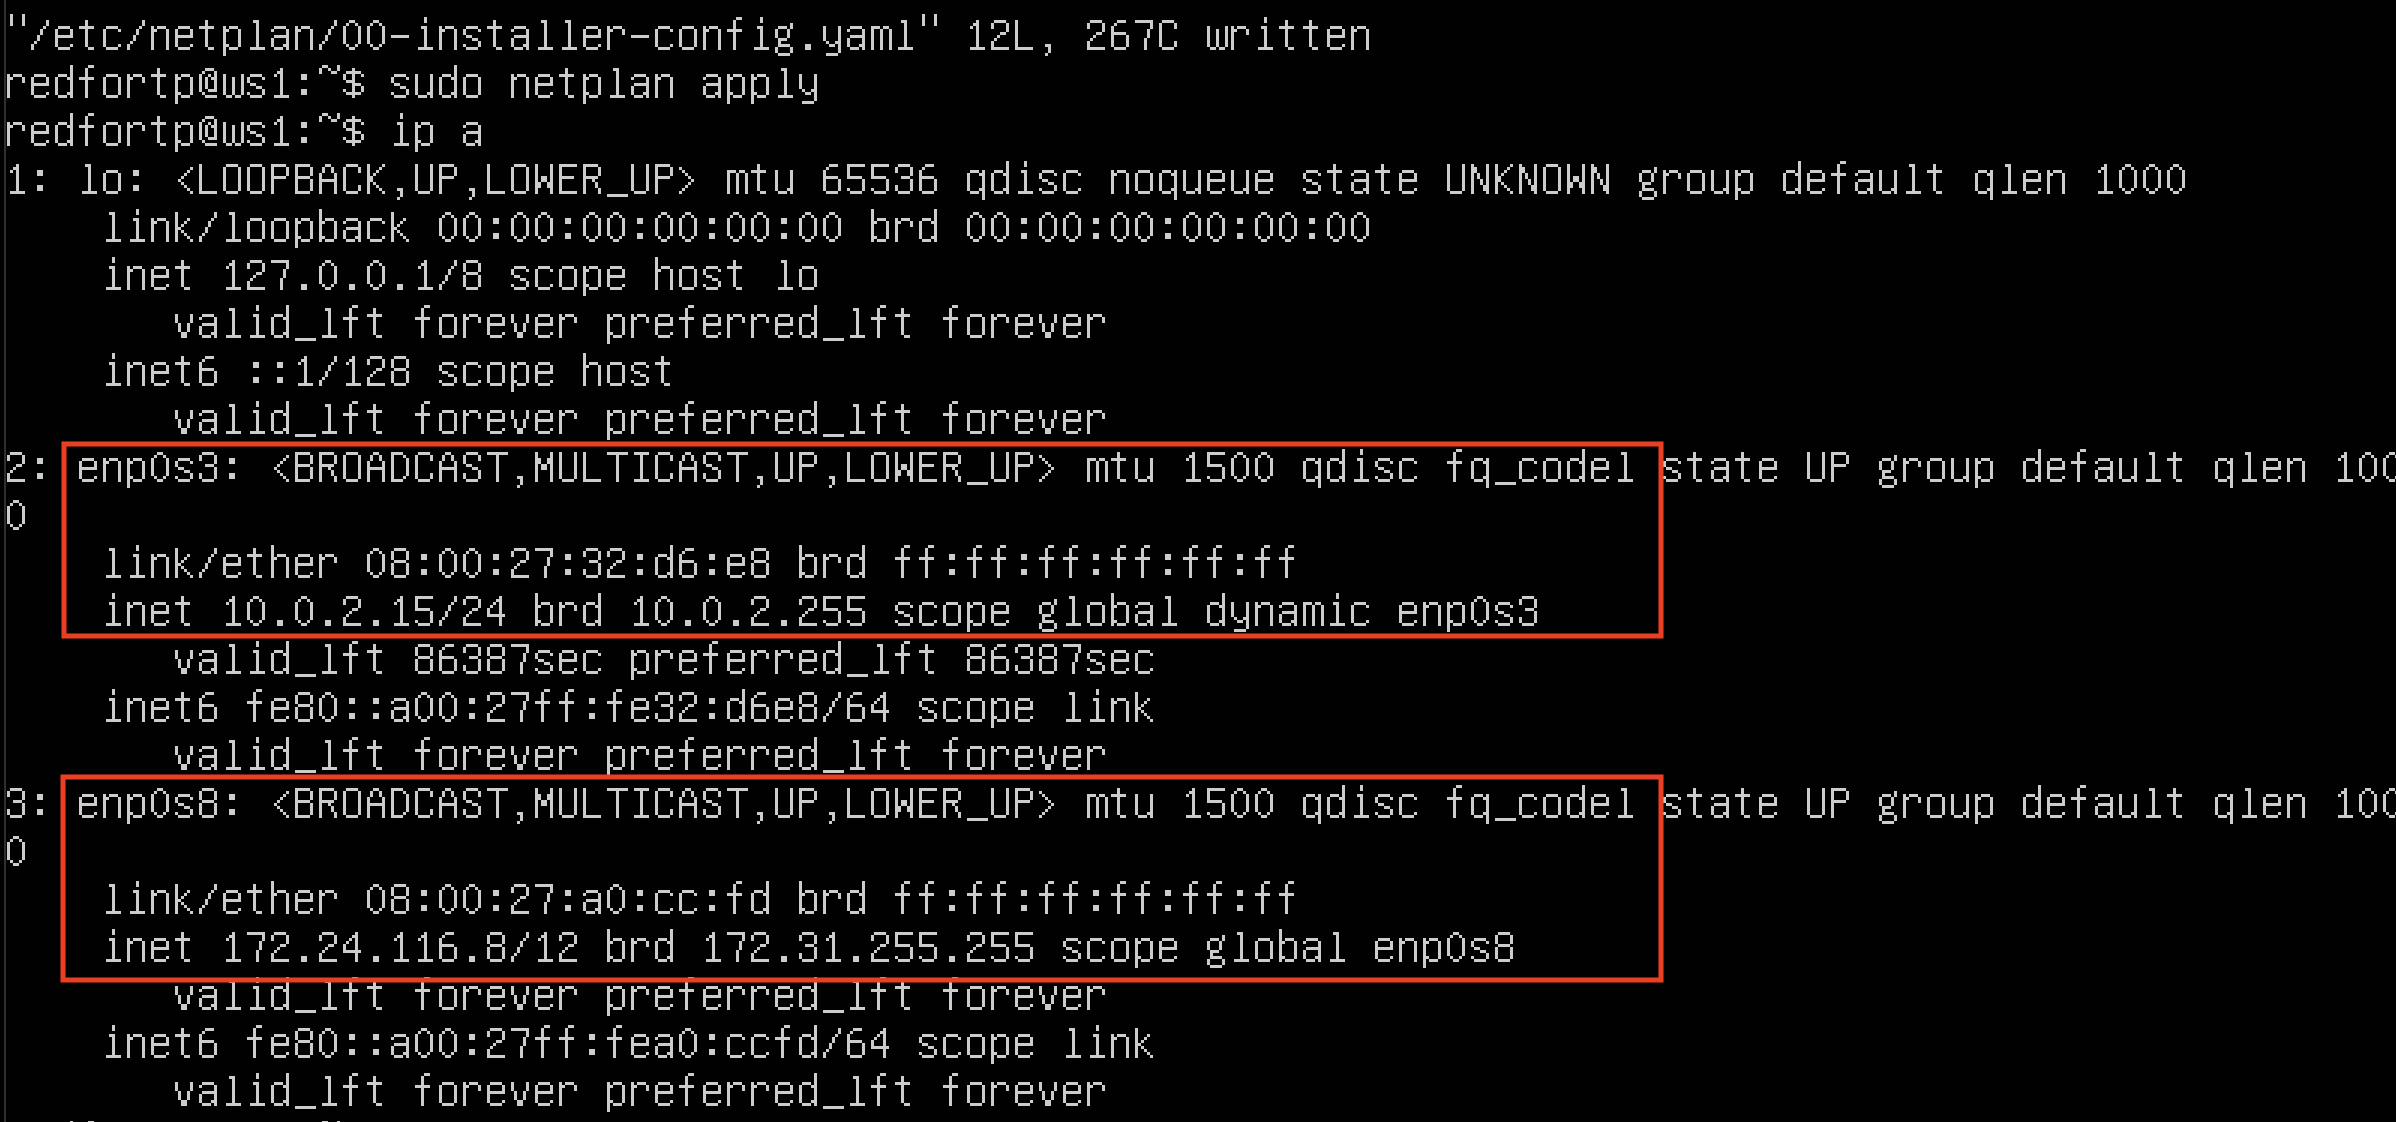 "/etc/netplan/00-installer-config.yaml" 12L, 267C written
redfortp@ws1:~$ sudo netplan apply
redfortp@ws1:~$ ip a
1: lo: <LOOPBACK,UP,LOWER_UP> mtu 65536 qdisc noqueue state UNKNOWN group default qlen 1000
    link/loopback 00:00:00:00:00:00 brd 00:00:00:00:00:00
    inet 127.0.0.1/8 scope host lo
       valid_lft forever preferred_lft forever
    inet6 ::1/128 scope host
       valid_lft forever preferred_lft forever
2: enp0s3: <BROADCAST,MULTICAST,UP,LOWER_UP> mtu 1500 qdisc fq_codel state UP group default qlen 100
0
    link/ether 08:00:27:32:d6:e8 brd ff:ff:ff:ff:ff:ff
    inet 10.0.2.15/24 brd 10.0.2.255 scope global dynamic enp0s3
       valid_lft 86387sec preferred_lft 86387sec
    inet6 fe80::a00:27ff:fe32:d6e8/64 scope link
       valid_lft forever preferred_lft forever
3: enp0s8: <BROADCAST,MULTICAST,UP,LOWER_UP> mtu 1500 qdisc fq_codel state UP group default qlen 100
0
    link/ether 08:00:27:a0:cc:fd brd ff:ff:ff:ff:ff:ff
    inet 172.24.116.8/12 brd 172.31.255.255 scope global enp0s8
       valid_lft forever preferred_lft forever
    inet6 fe80::a00:27ff:fea0:ccfd/64 scope link
       valid_lft forever preferred_lft forever